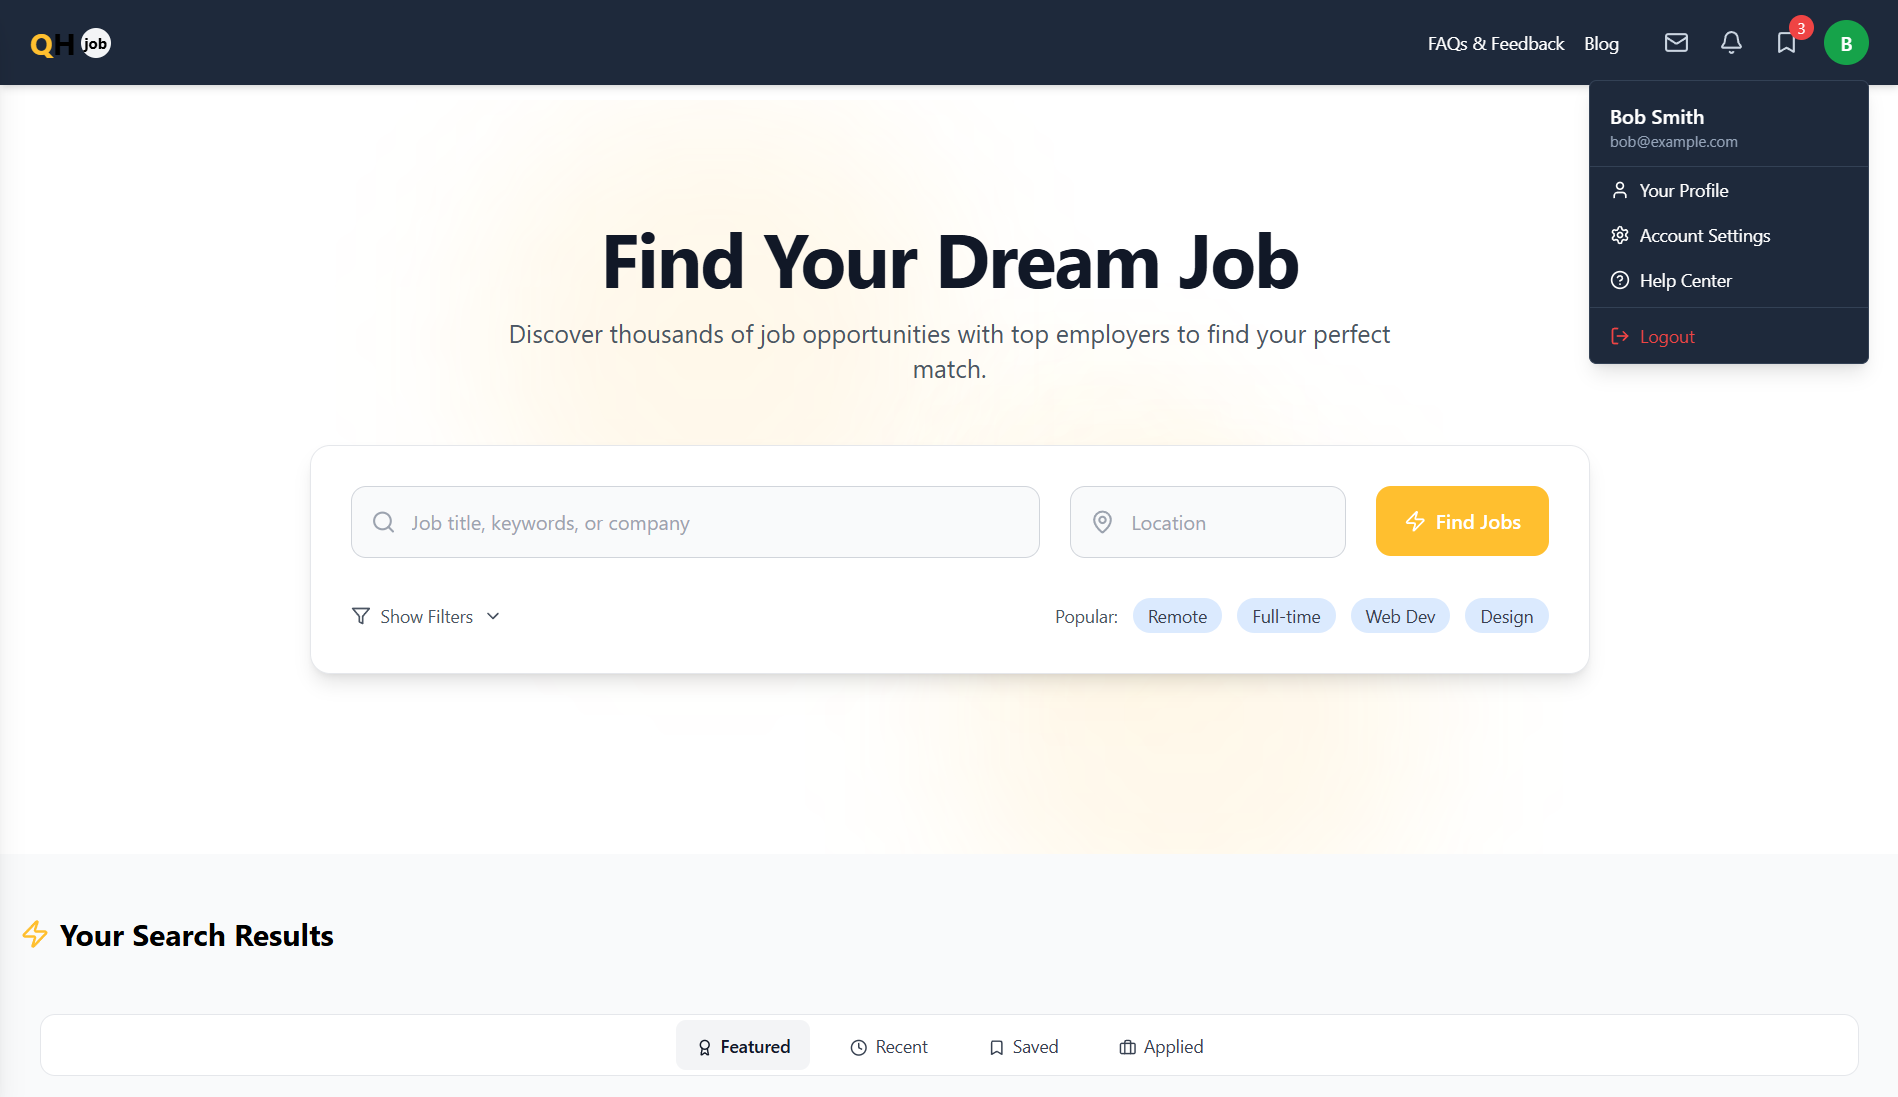 QH job
FAQs & Feedback
Blog
3
B
Bob Smith
bob@example.com
Your Profile
Account Settings
Help Center
Logout
Find Your Dream Job
Discover thousands of job opportunities with top employers to find your perfect
match.
Job title, keywords, or company
Location
Find Jobs
Show Filters
Popular: Remote Full-time Web Dev Design
Your Search Results
Featured Recent Saved Applied